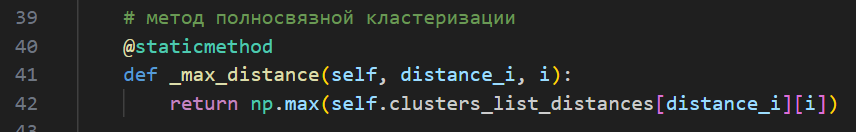 39 # метод полносвязной кластеризации
40 @staticmethod
41 def _max_distance(self, distance_i, i):
42 return np.max(self.clusters_list_distances[distance_i][i])
43